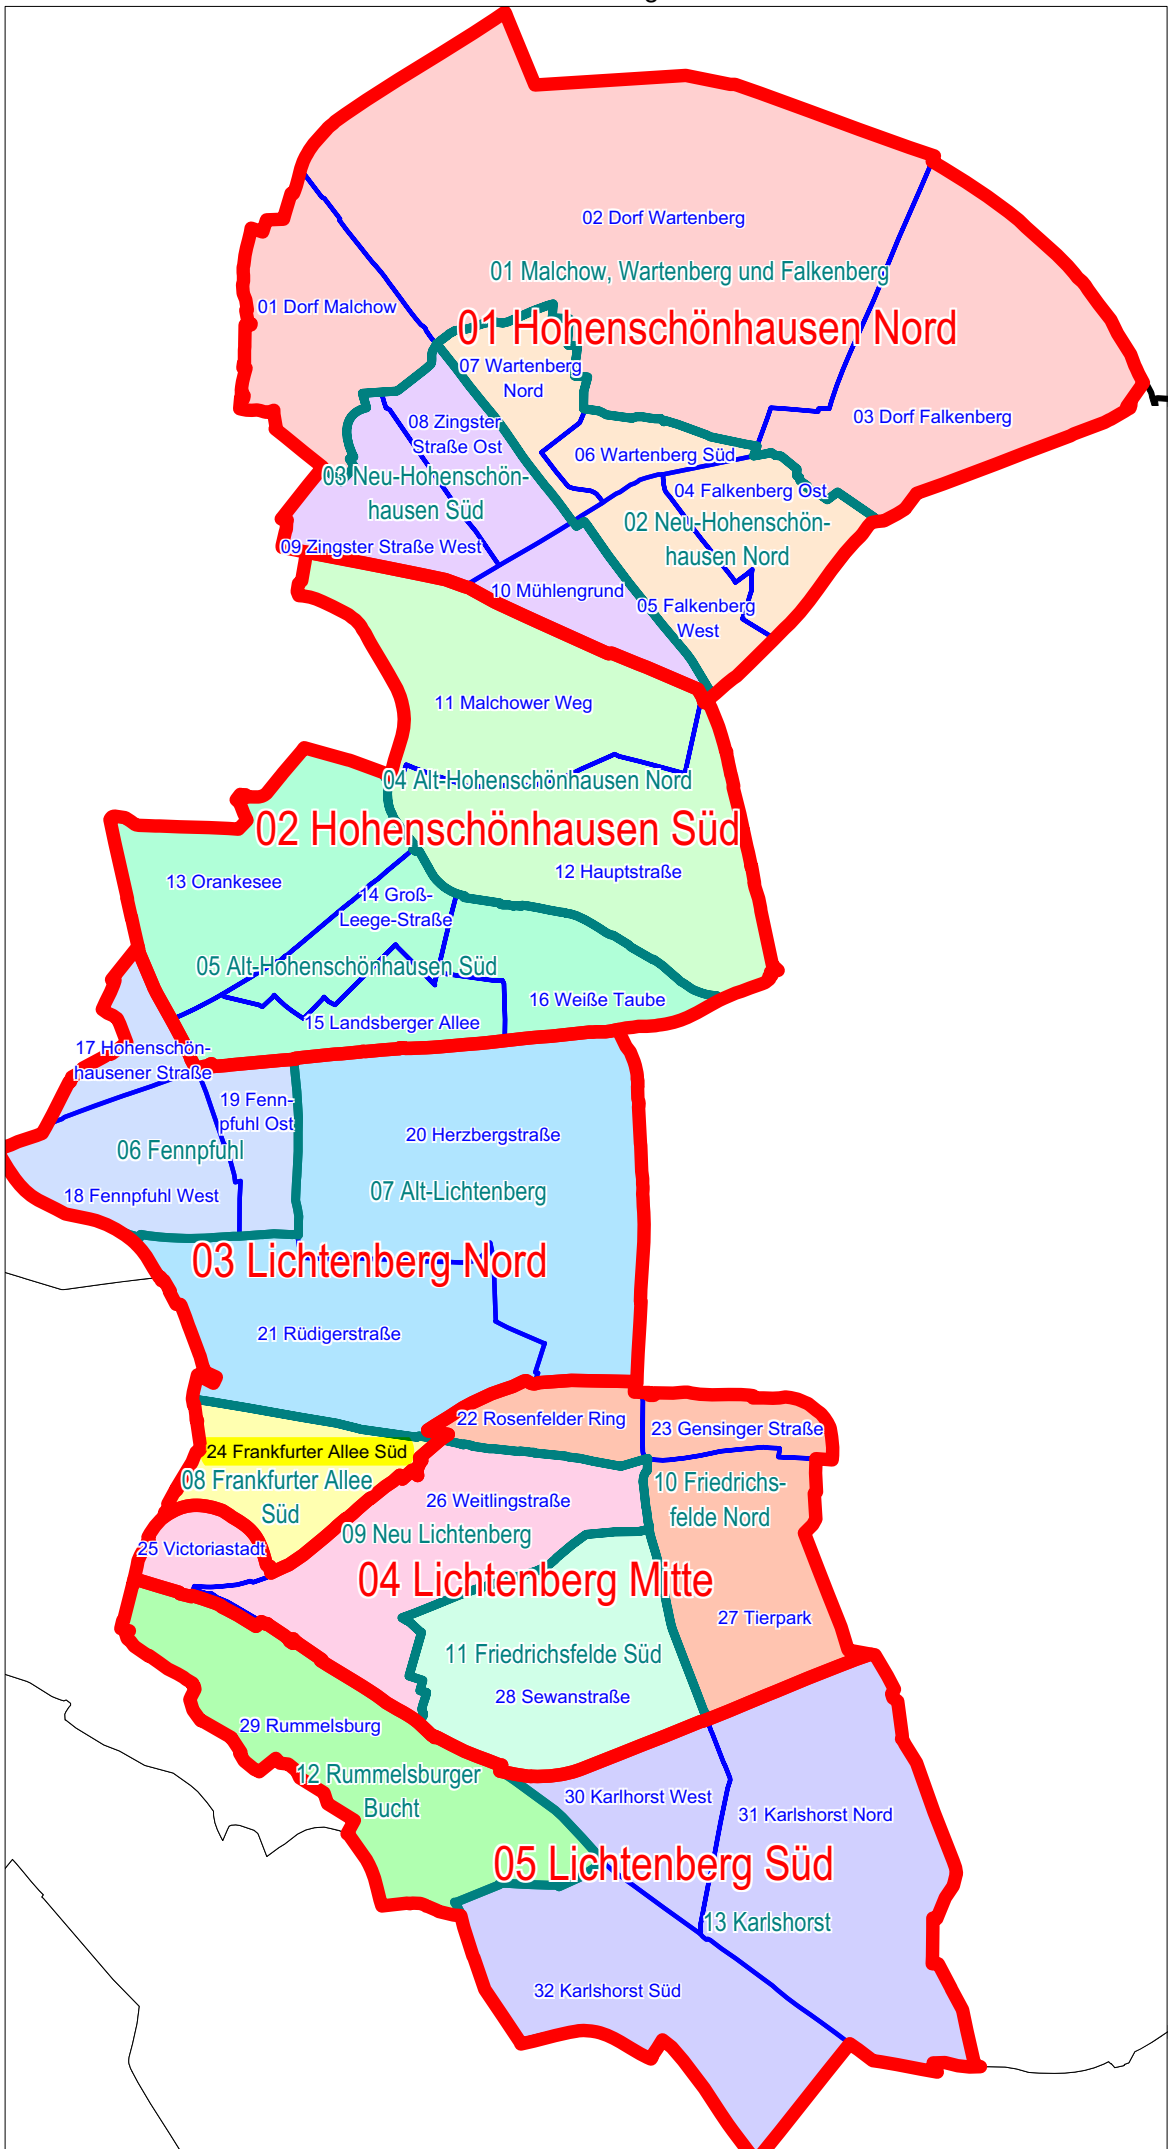 02 Dorf Wartenberg
01 Malchow, Wartenberg und Falkenberg
01 Dorf Malchow
01 Hohenschönhausen Nord
07 Wartenberg
Nord
03 Dorf Falkenberg
08 Zingster
Straße Ost
06 Wartenberg Süd
03 Neu-Hohenschön-
hausen Süd
04 Falkenberg Ost
02 Neu-Hohenschön-
hausen Nord
09 Zingster Straße West
10 Mühlengrund
05 Falkenberg
West
11 Malchower Weg
04 Alt-Hohenschönhausen Nord
02 Hohenschönhausen Süd
12 Hauptstraße
13 Orankesee
14 Groß-
Leege-Straße
05 Alt-Hohenschönhausen Süd
16 Weiße Taube
15 Landsberger Allee
17 Hohenschön-
hausener Straße
19 Fenn-
pfuhl Ost
20 Herzbergstraße
06 Fennpfuhl
18 Fennpfuhl West
07 Alt-Lichtenberg
03 Lichtenberg Nord
21 Rüdigerstraße
22 Rosenfelder Ring
23 Gensinger Straße
24 Frankfurter Allee Süd
08 Frankfurter Allee
Süd
10 Friedrichs-
felde Nord
26 Weitlingstraße
09 Neu Lichtenberg
25 Victoriastadt
04 Lichtenberg Mitte
27 Tierpark
11 Friedrichsfelde Süd
28 Sewanstraße
29 Rummelsburg
12 Rummelsburger
Bucht
30 Karlhorst West
31 Karlshorst Nord
05 Lichtenberg Süd
13 Karlshorst
32 Karlshorst Süd